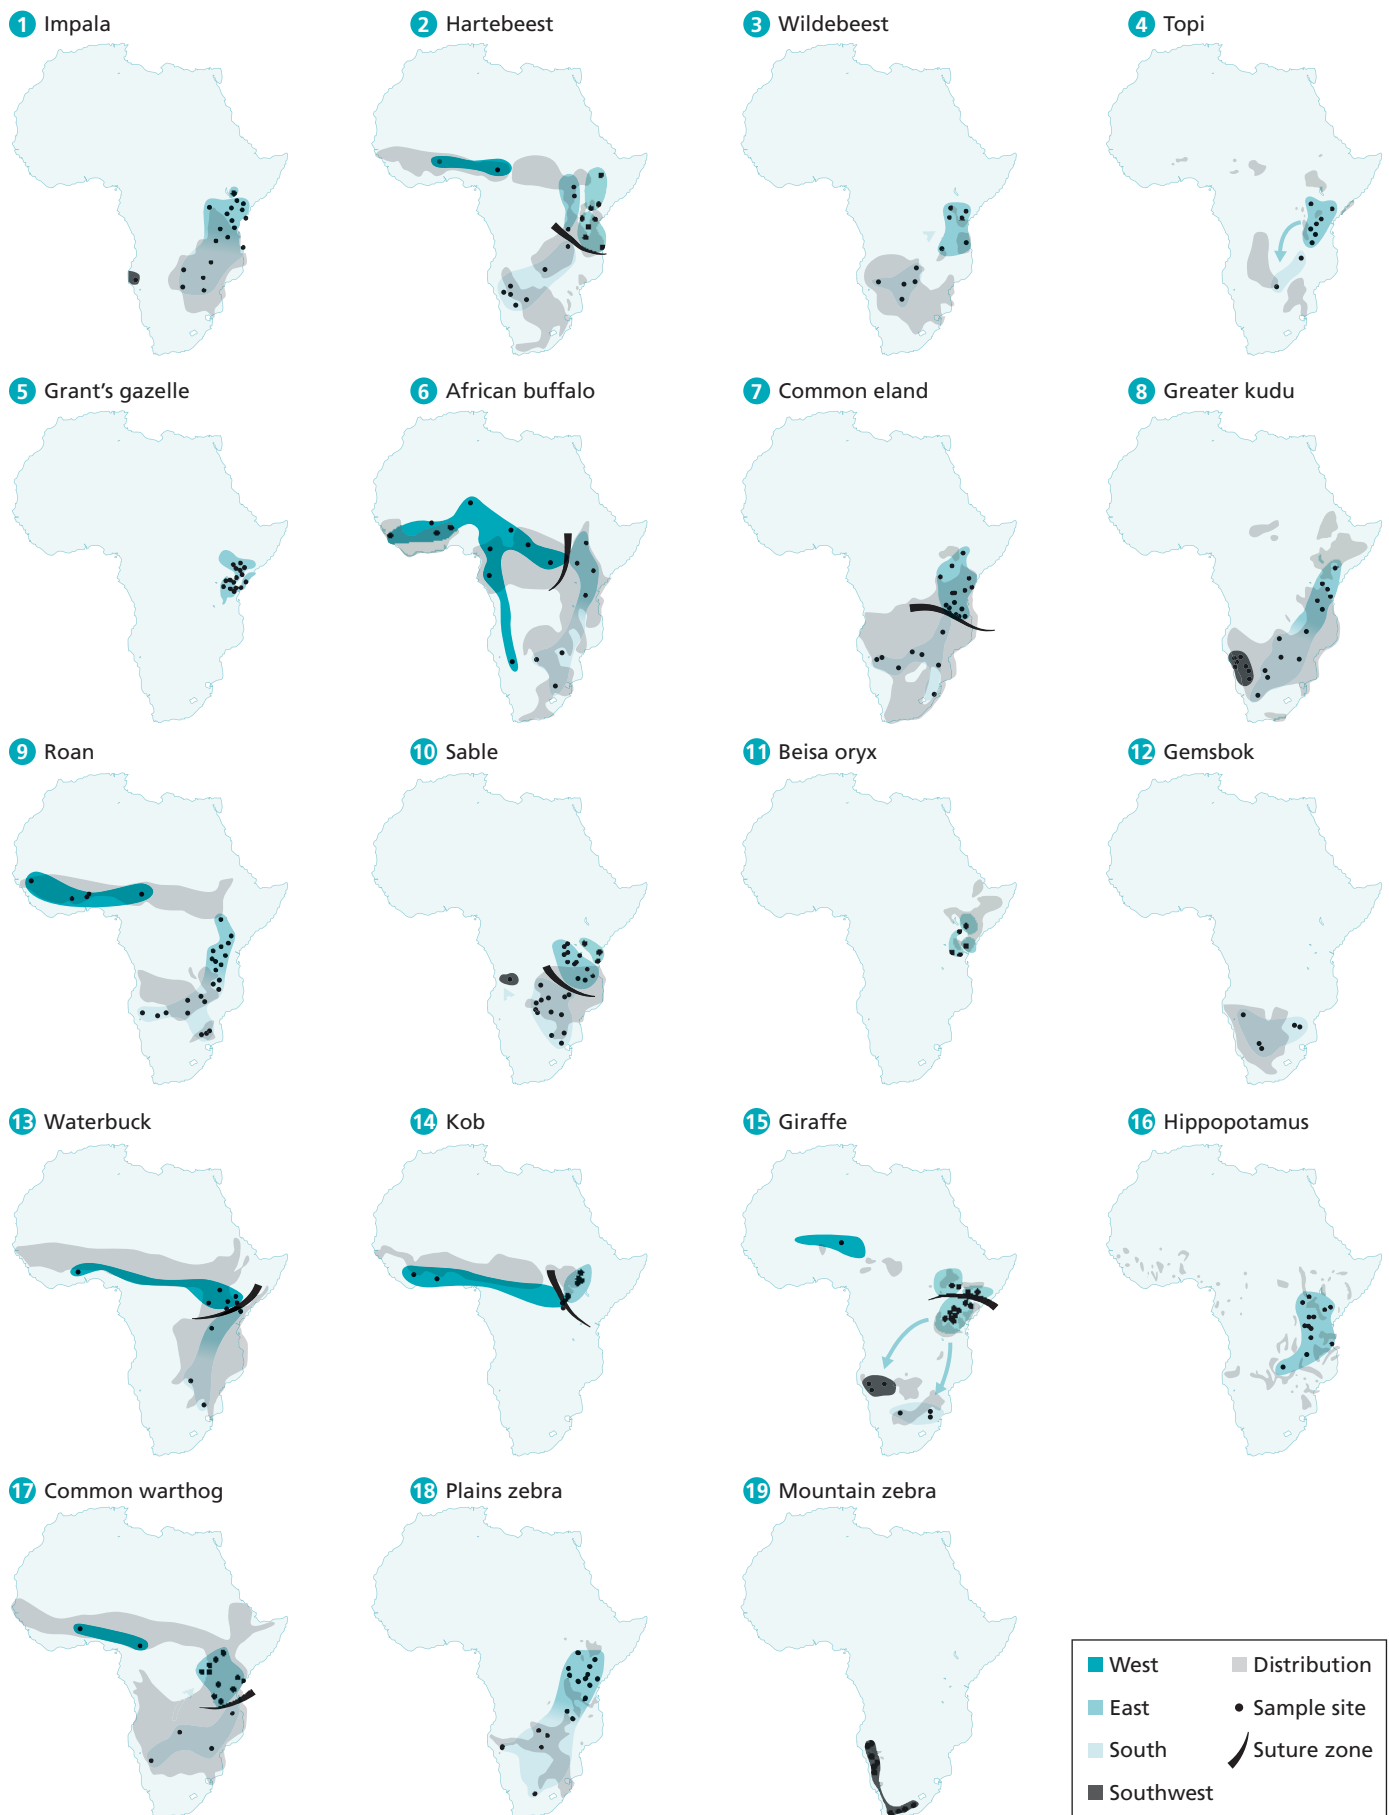 1 Impala
2 Hartebeest
3 Wildebeest
4 Topi
5 Grant's gazelle
6 African buffalo
7 Common eland
8 Greater kudu
9 Roan
10 Sable
11 Beisa oryx
12 Gemsbok
13 Waterbuck
14 Kob
15 Giraffe
16 Hippopotamus
17 Common warthog
18 Plains zebra
19 Mountain zebra
West
Distribution
East
Sample site
South
Suture zone
Southwest